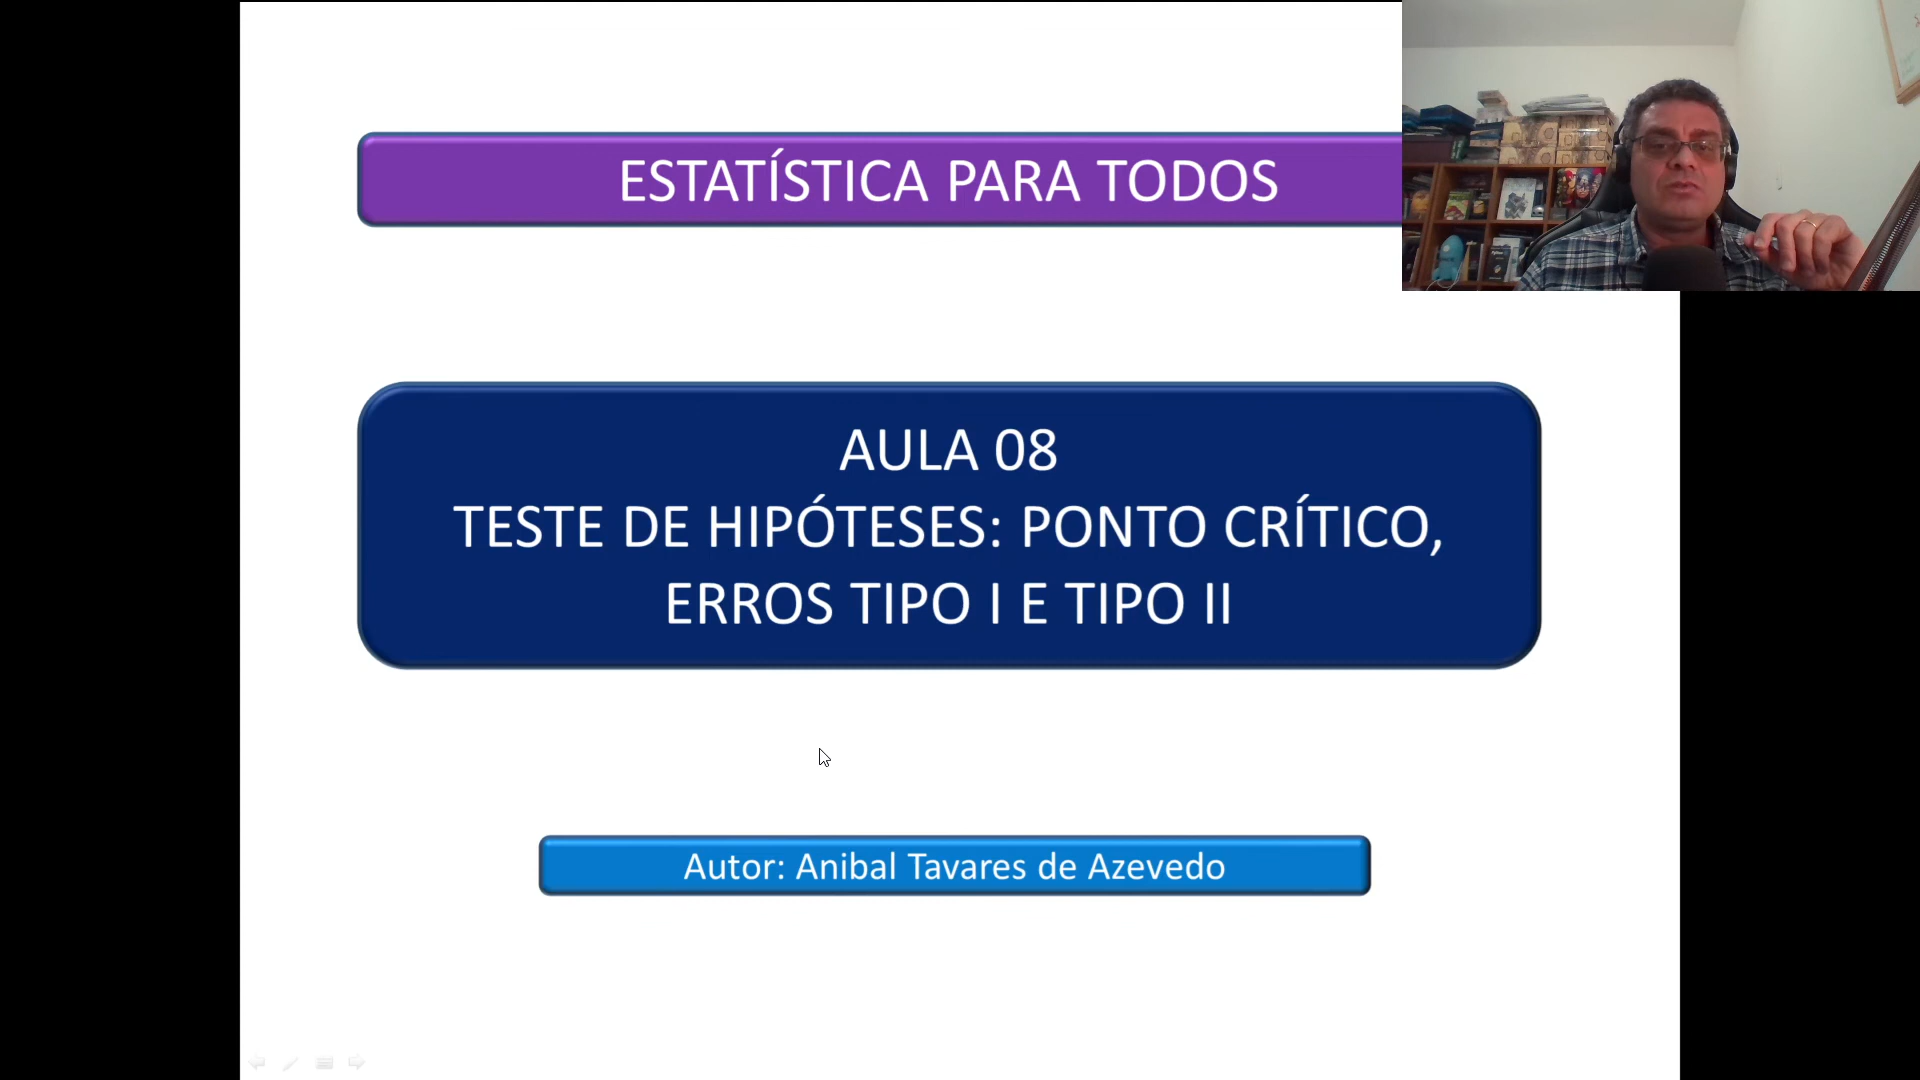 ESTATÍSTICA PARA TODOS
AULA 08
TESTE DE HIPÓTESES: PONTO CRÍTICO,
ERROS TIPO I E TIPO II
Autor: Anibal Tavares de Azevedo